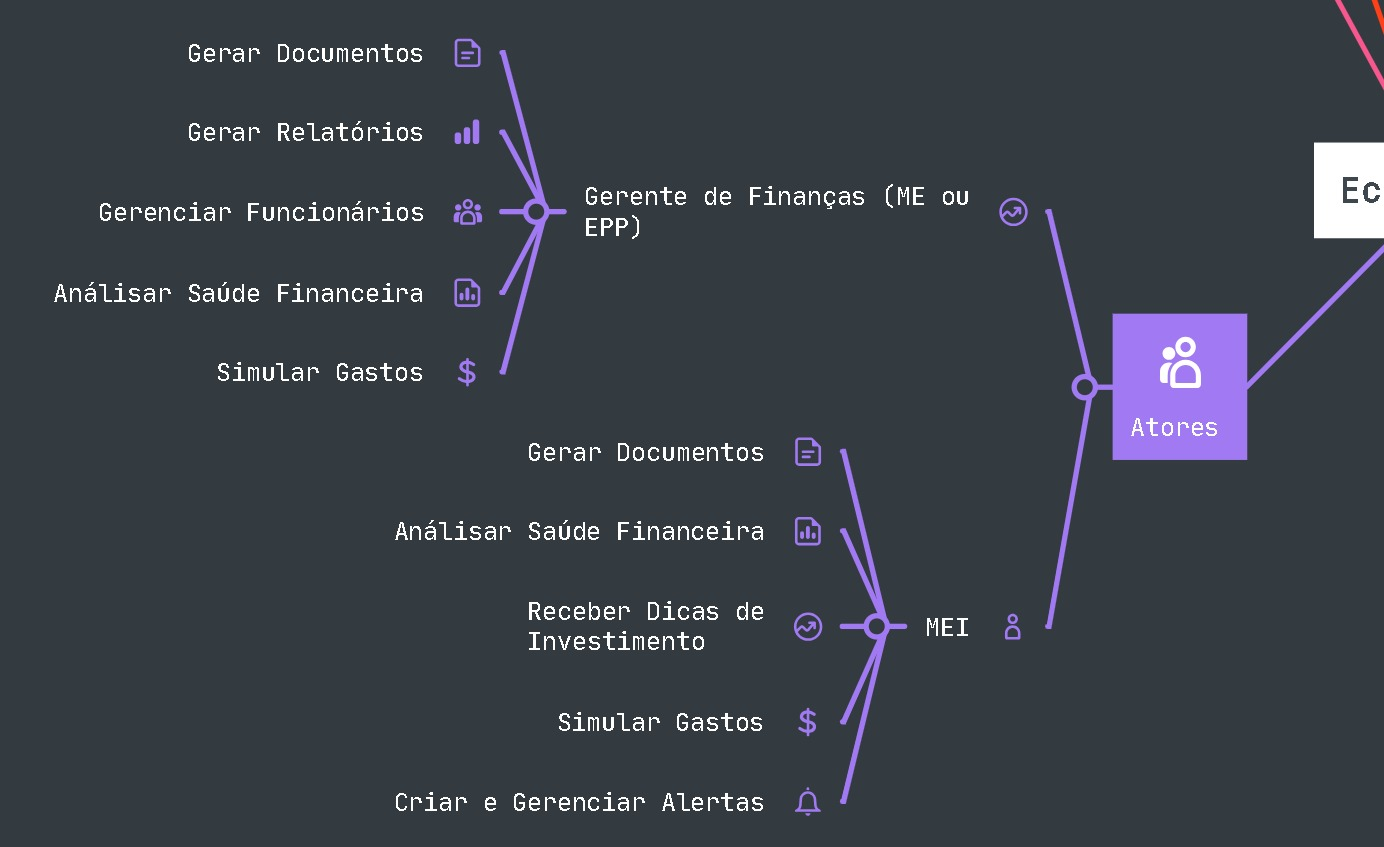 Gerar Documentos
Gerar Relatórios
Gerenciar Funcionários
Análisar Saúde Financeira
Simular Gastos
Gerente de Finanças (ME ou
EPP)
Gerar Documentos
Análisar Saúde Financeira
Receber Dicas de
Investimento
Simular Gastos
Criar e Gerenciar Alertas
MEI
Atores
Ec